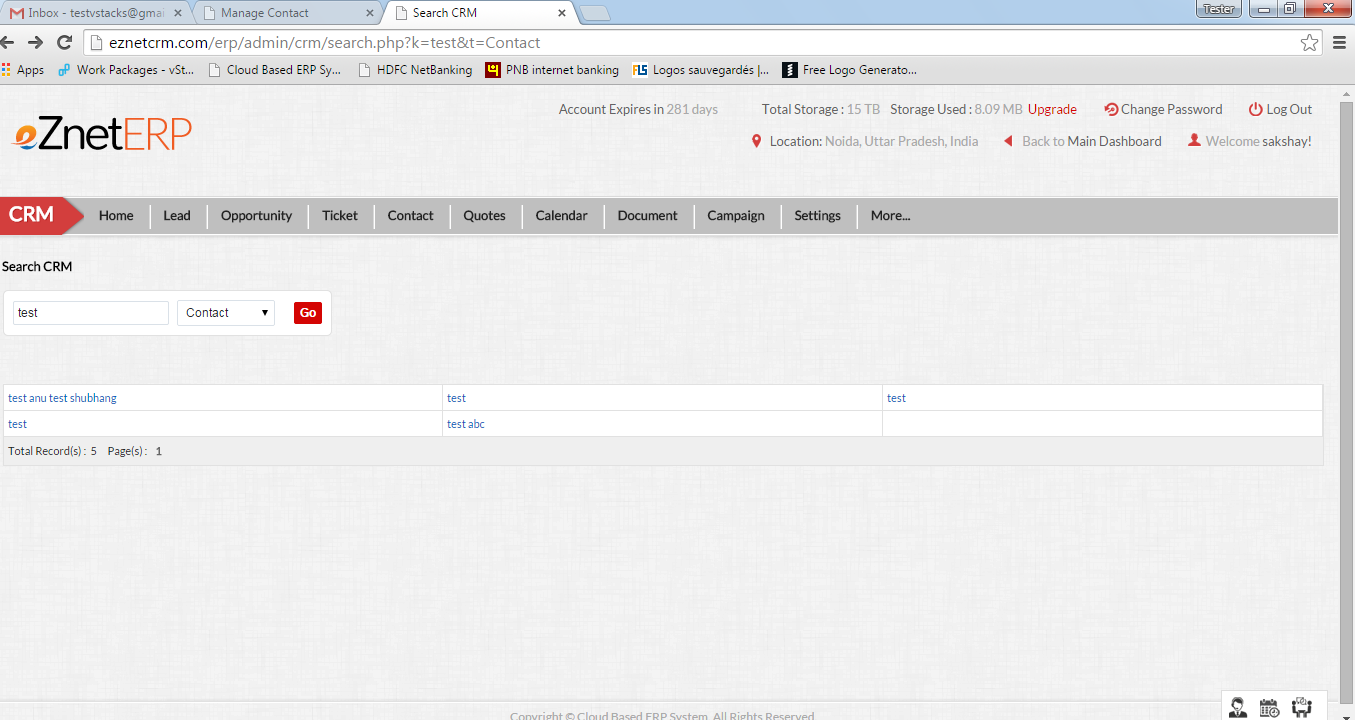 Inbox - testvstacks@gmai Manage Contact Search CRM Tester
eznetcrm.com/erp/admin/crm/search.php?k=test&t=Contact
Apps Work Packages - vSt... Cloud Based ERP Sy... HDFC NetBanking PNB internet banking FLS Logos sauvegardés |... Free Logo Generato...
Account Expires in 281 days Total Storage : 15 TB Storage Used : 8.09 MB Upgrade Change Password Log Out
eZnetERP
Location: Noida, Uttar Pradesh, India Back to Main Dashboard Welcome sakshay!
CRM Home Lead Opportunity Ticket Contact Quotes Calendar Document Campaign Settings More...
Search CRM
test Contact Go
test anu test shubhang test test
test test abc
Total Record(s) : 5 Page(s) : 1
Copyright © Cloud Based ERP System. All Rights Reserved